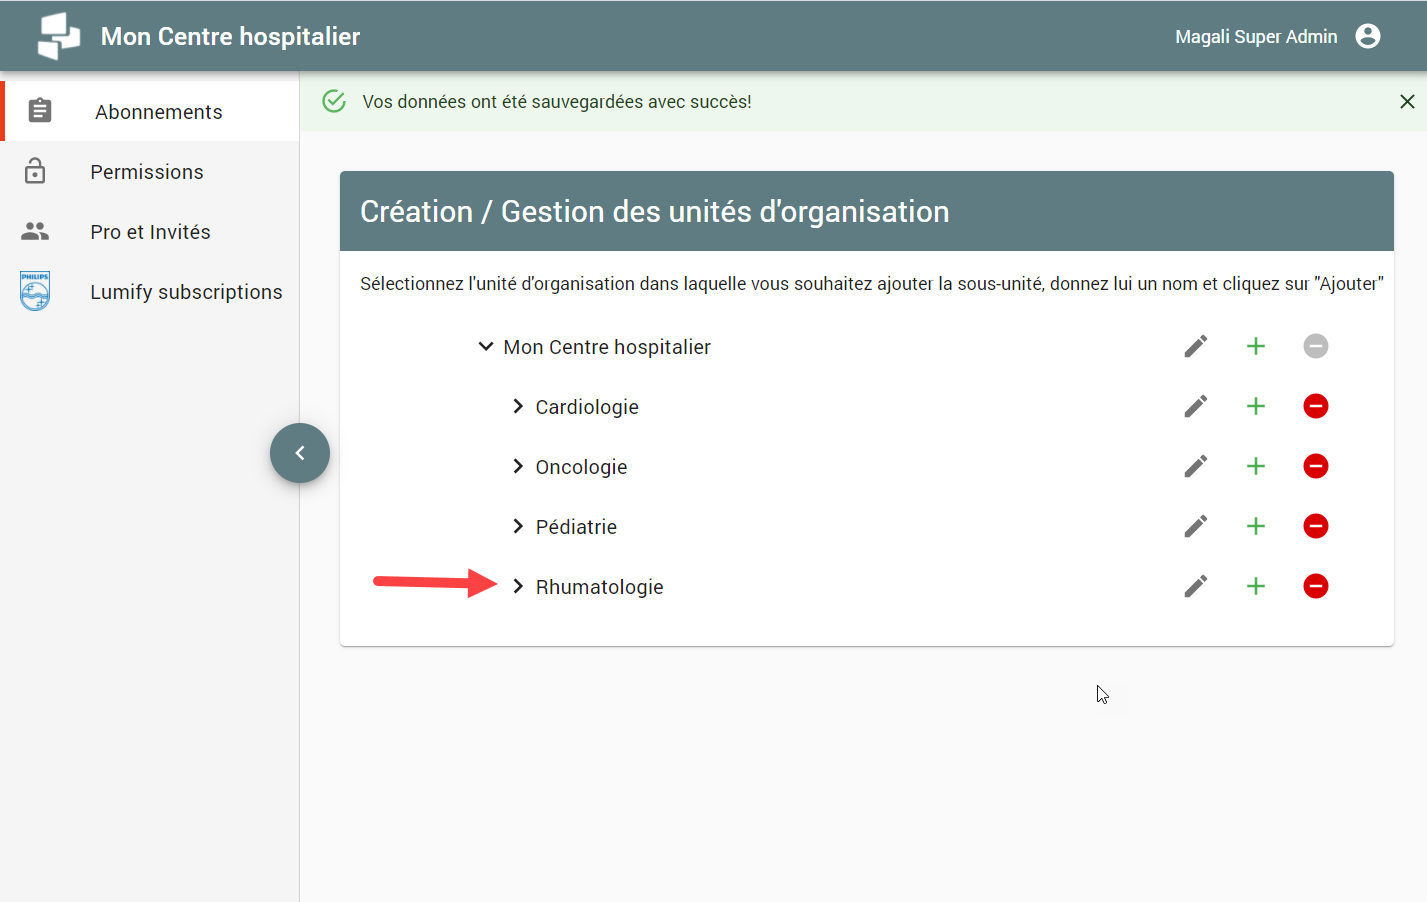 Mon Centre hospitalier
Magali Super Admin
Abonnements
Permissions
Pro et Invités
PHILIPS
Lumify subscriptions
Vos données ont été sauvegardées avec succès!
Création / Gestion des unités d'organisation
Sélectionnez l'unité d'organisation dans laquelle vous souhaitez ajouter la sous-unité, donnez lui un nom et cliquez sur "Ajouter"
Mon Centre hospitalier
Cardiologie
Oncologie
Pédiatrie
Rhumatologie